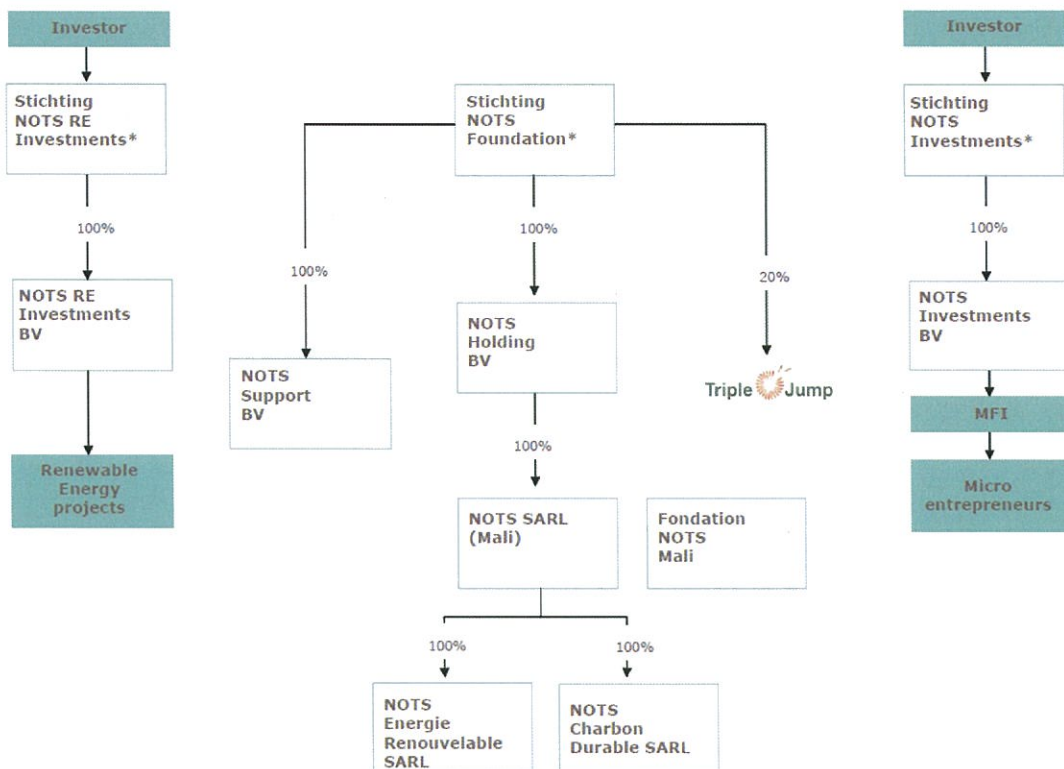 Investor
Stichting
NOTS RE
Investments*
100%
NOTS RE
Investments
BV
Renewable
Energy
projects
Stichting
NOTS
Foundation*
100%
100%
20%
NOTS
Support
BV
NOTS
Holding
BV
Triple Jump
100%
NOTS SARL
(Mali)
Fondation
NOTS
Mali
100%
100%
NOTS
Energie
Renouvelable
SARL
NOTS
Charbon
Durable SARL
Investor
Stichting
NOTS
Investments*
100%
NOTS
Investments
BV
MFI
Micro
entrepreneurs